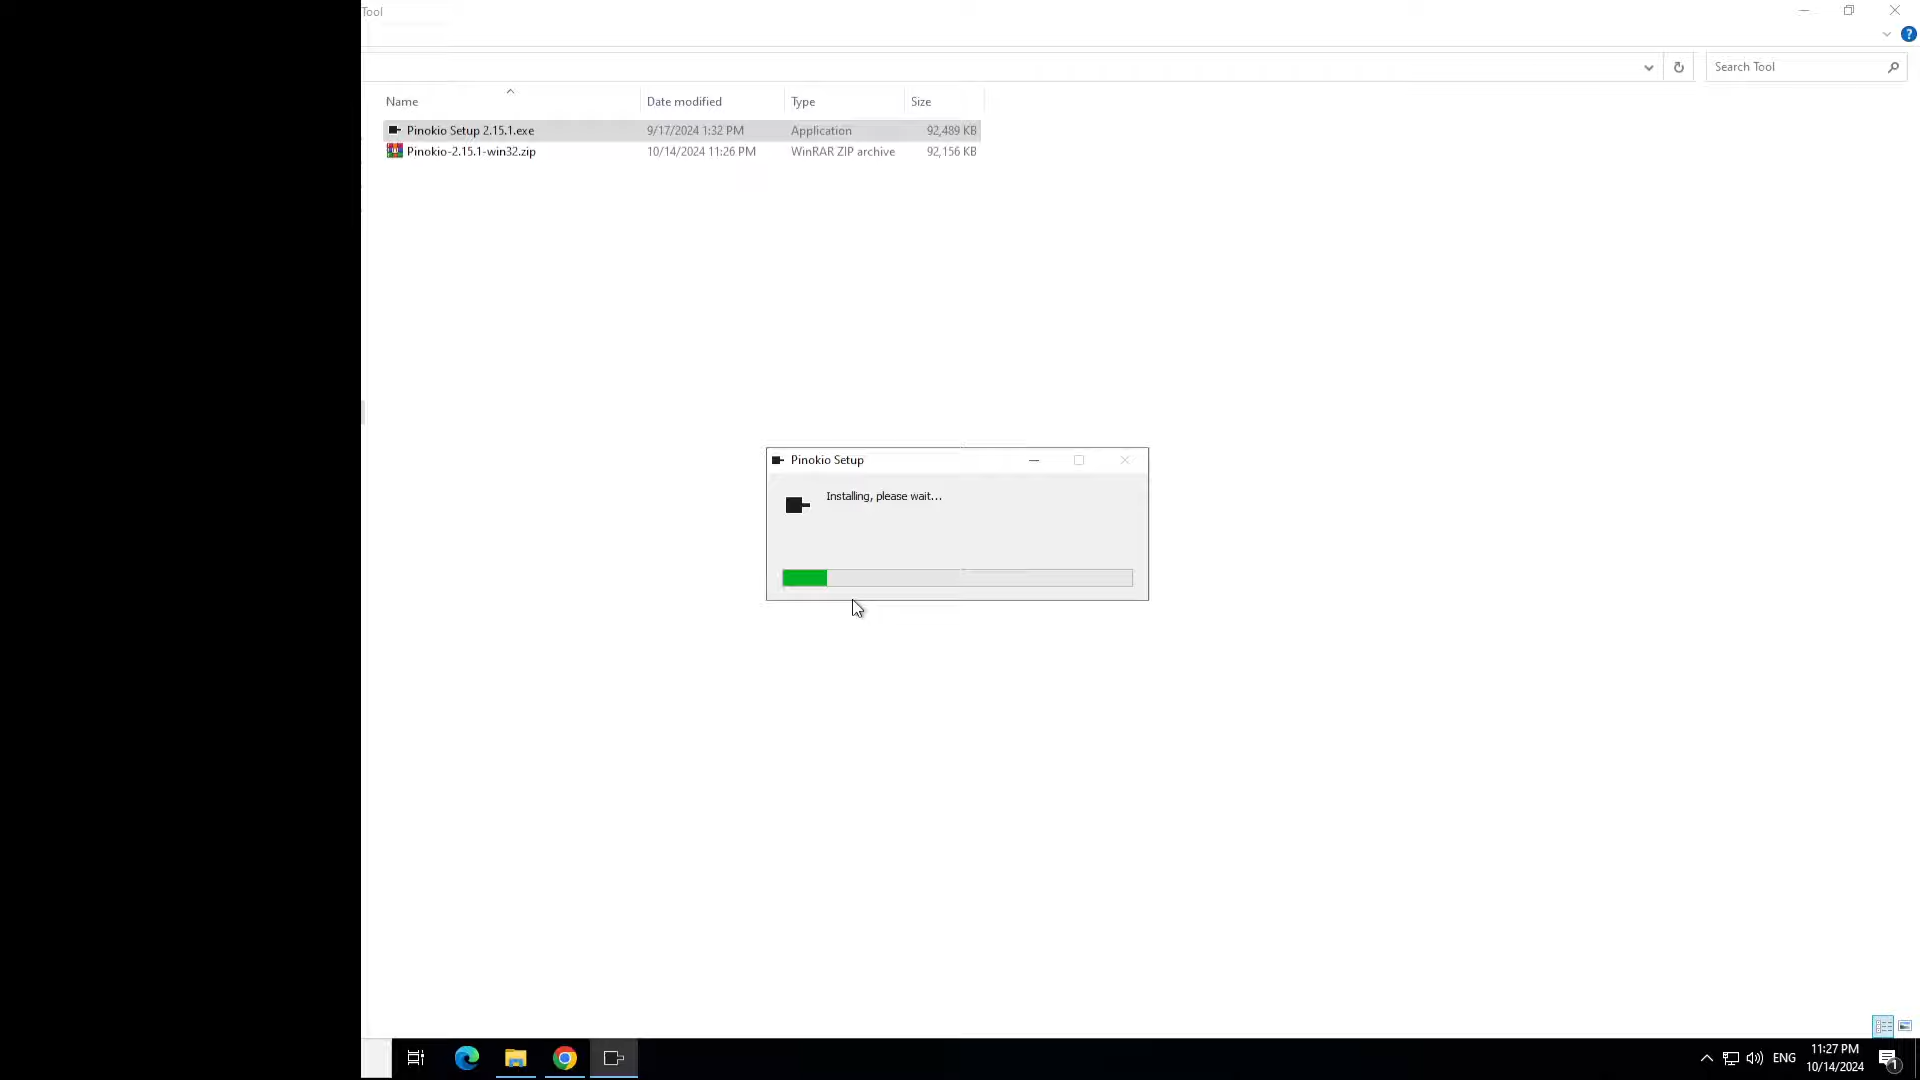 Tool
Search Tool
Name Date modified Type Size
Pinokio Setup 2.15.1.exe 9/17/2024 1:32 PM Application 92,489 KB
Pinokio-2.15.1-win32.zip 10/14/2024 11:26 PM WinRAR ZIP archive 92,156 KB
Pinokio Setup
Installing, please wait...
ENG
11:27 PM
10/14/2024
1